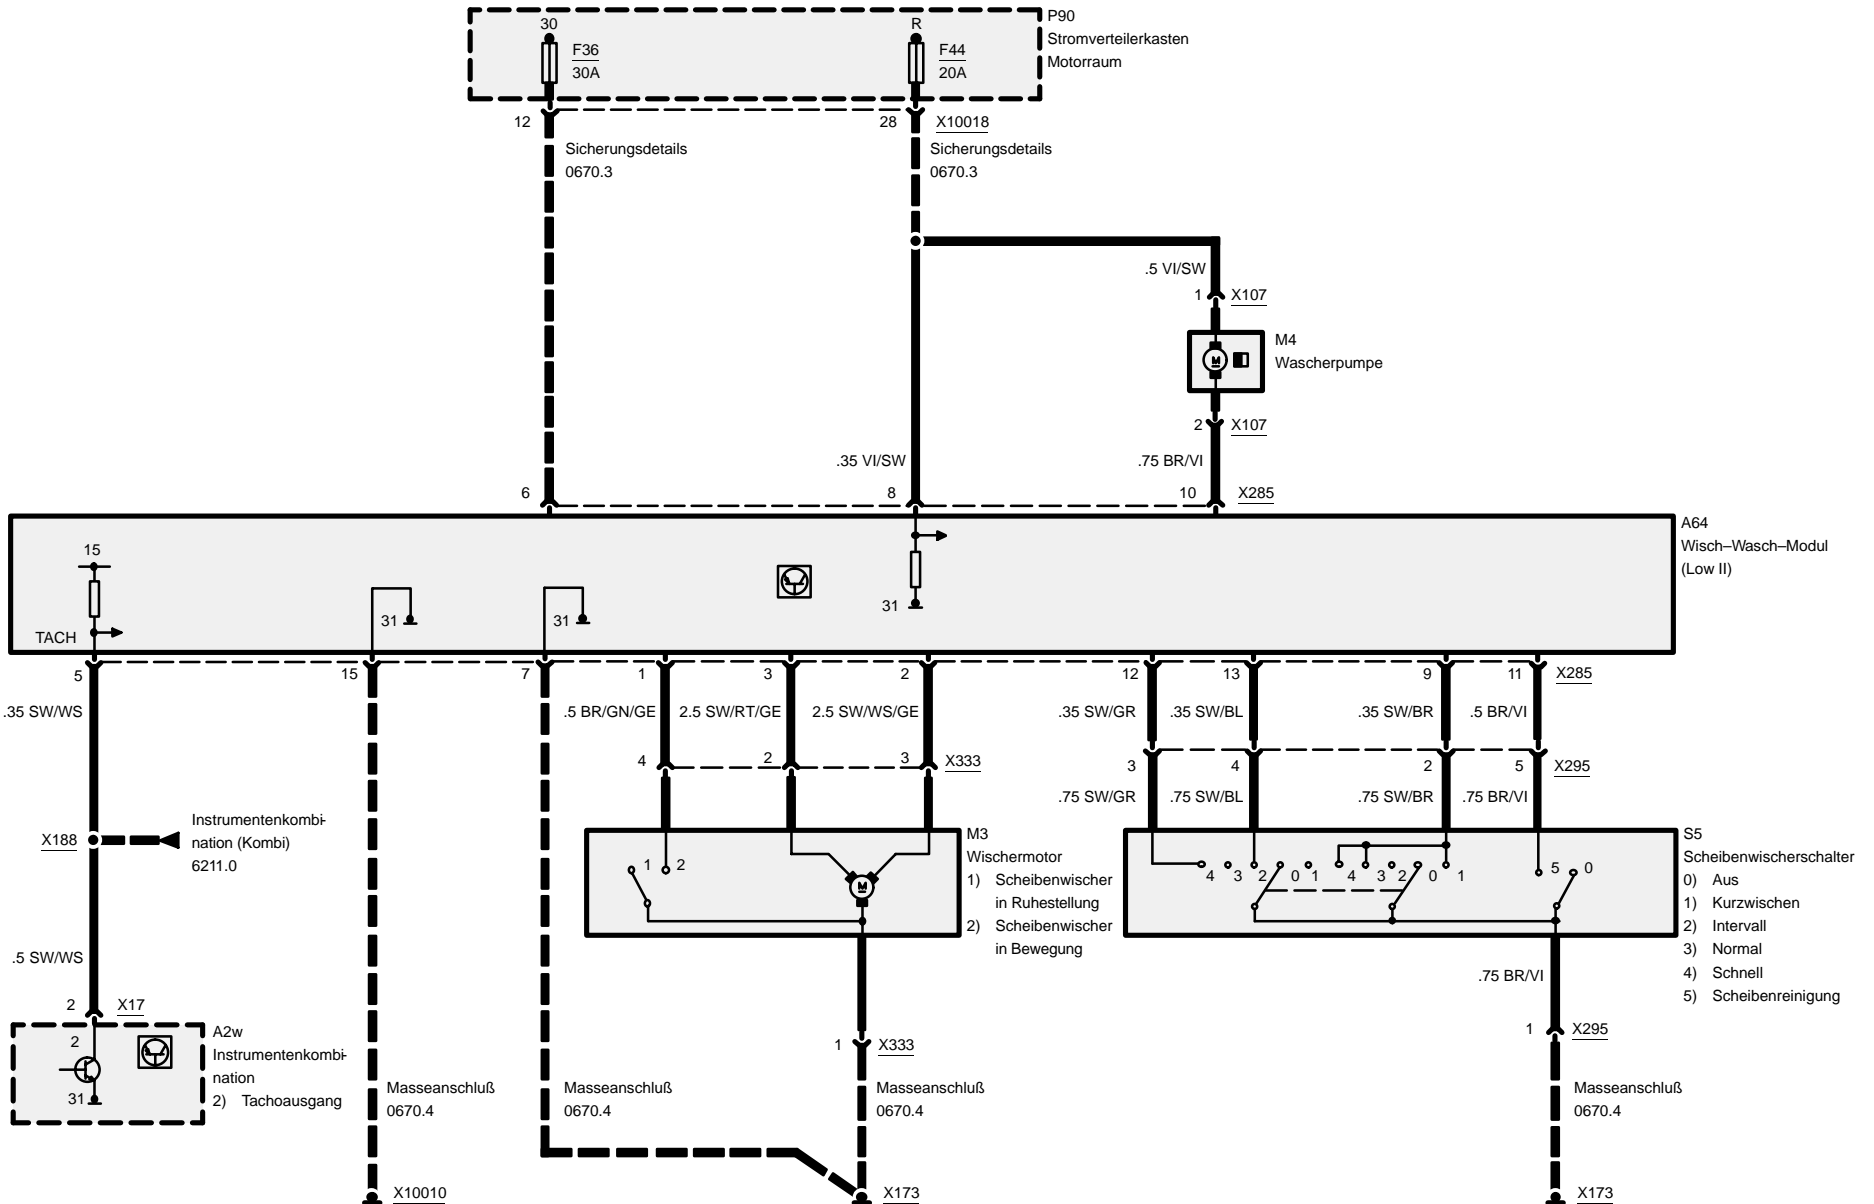 30
R
P90
Stromverteilerkasten
Motorraum
F36
30A
F44
20A
12
28
X10018
Sicherungsdetails
0670.3
Sicherungsdetails
0670.3
.5 VI/SW
1
X107
M4
Wascherpumpe
M
2
X107
.35 VI/SW
.75 BR/VI
6
8
10
X285
A64
Wisch–Wasch–Modul
(Low II)
15
TACH
31
31
31
5
15
7
1
3
2
12
13
9
11
X285
.35 SW/WS
.5 BR/GN/GE
2.5 SW/RT/GE
2.5 SW/WS/GE
.35 SW/GR
.35 SW/BL
.35 SW/BR
.5 BR/VI
4
2
3
X333
3
4
2
5
X295
.75 SW/GR
.75 SW/BL
.75 SW/BR
.75 BR/VI
X188
Instrumentenkombi-
nation (Kombi)
6211.0
1
2
M
M3
Wischermotor
1) Scheibenwischer
in Ruhestellung
2) Scheibenwischer
in Bewegung
4 3 2 0 1 4 3 2 0 1 5 0
S5
Scheibenwischerschalter
0) Aus
1) Kurzwischen
2) Intervall
3) Normal
4) Schnell
5) Scheibenreinigung
.5 SW/WS
.75 BR/VI
2
X17
A2w
Instrumentenkombi-
nation
2) Tachoausgang
2
31
1
X333
1
X295
Masseanschluß
0670.4
Masseanschluß
0670.4
Masseanschluß
0670.4
Masseanschluß
0670.4
X10010
X173
X173